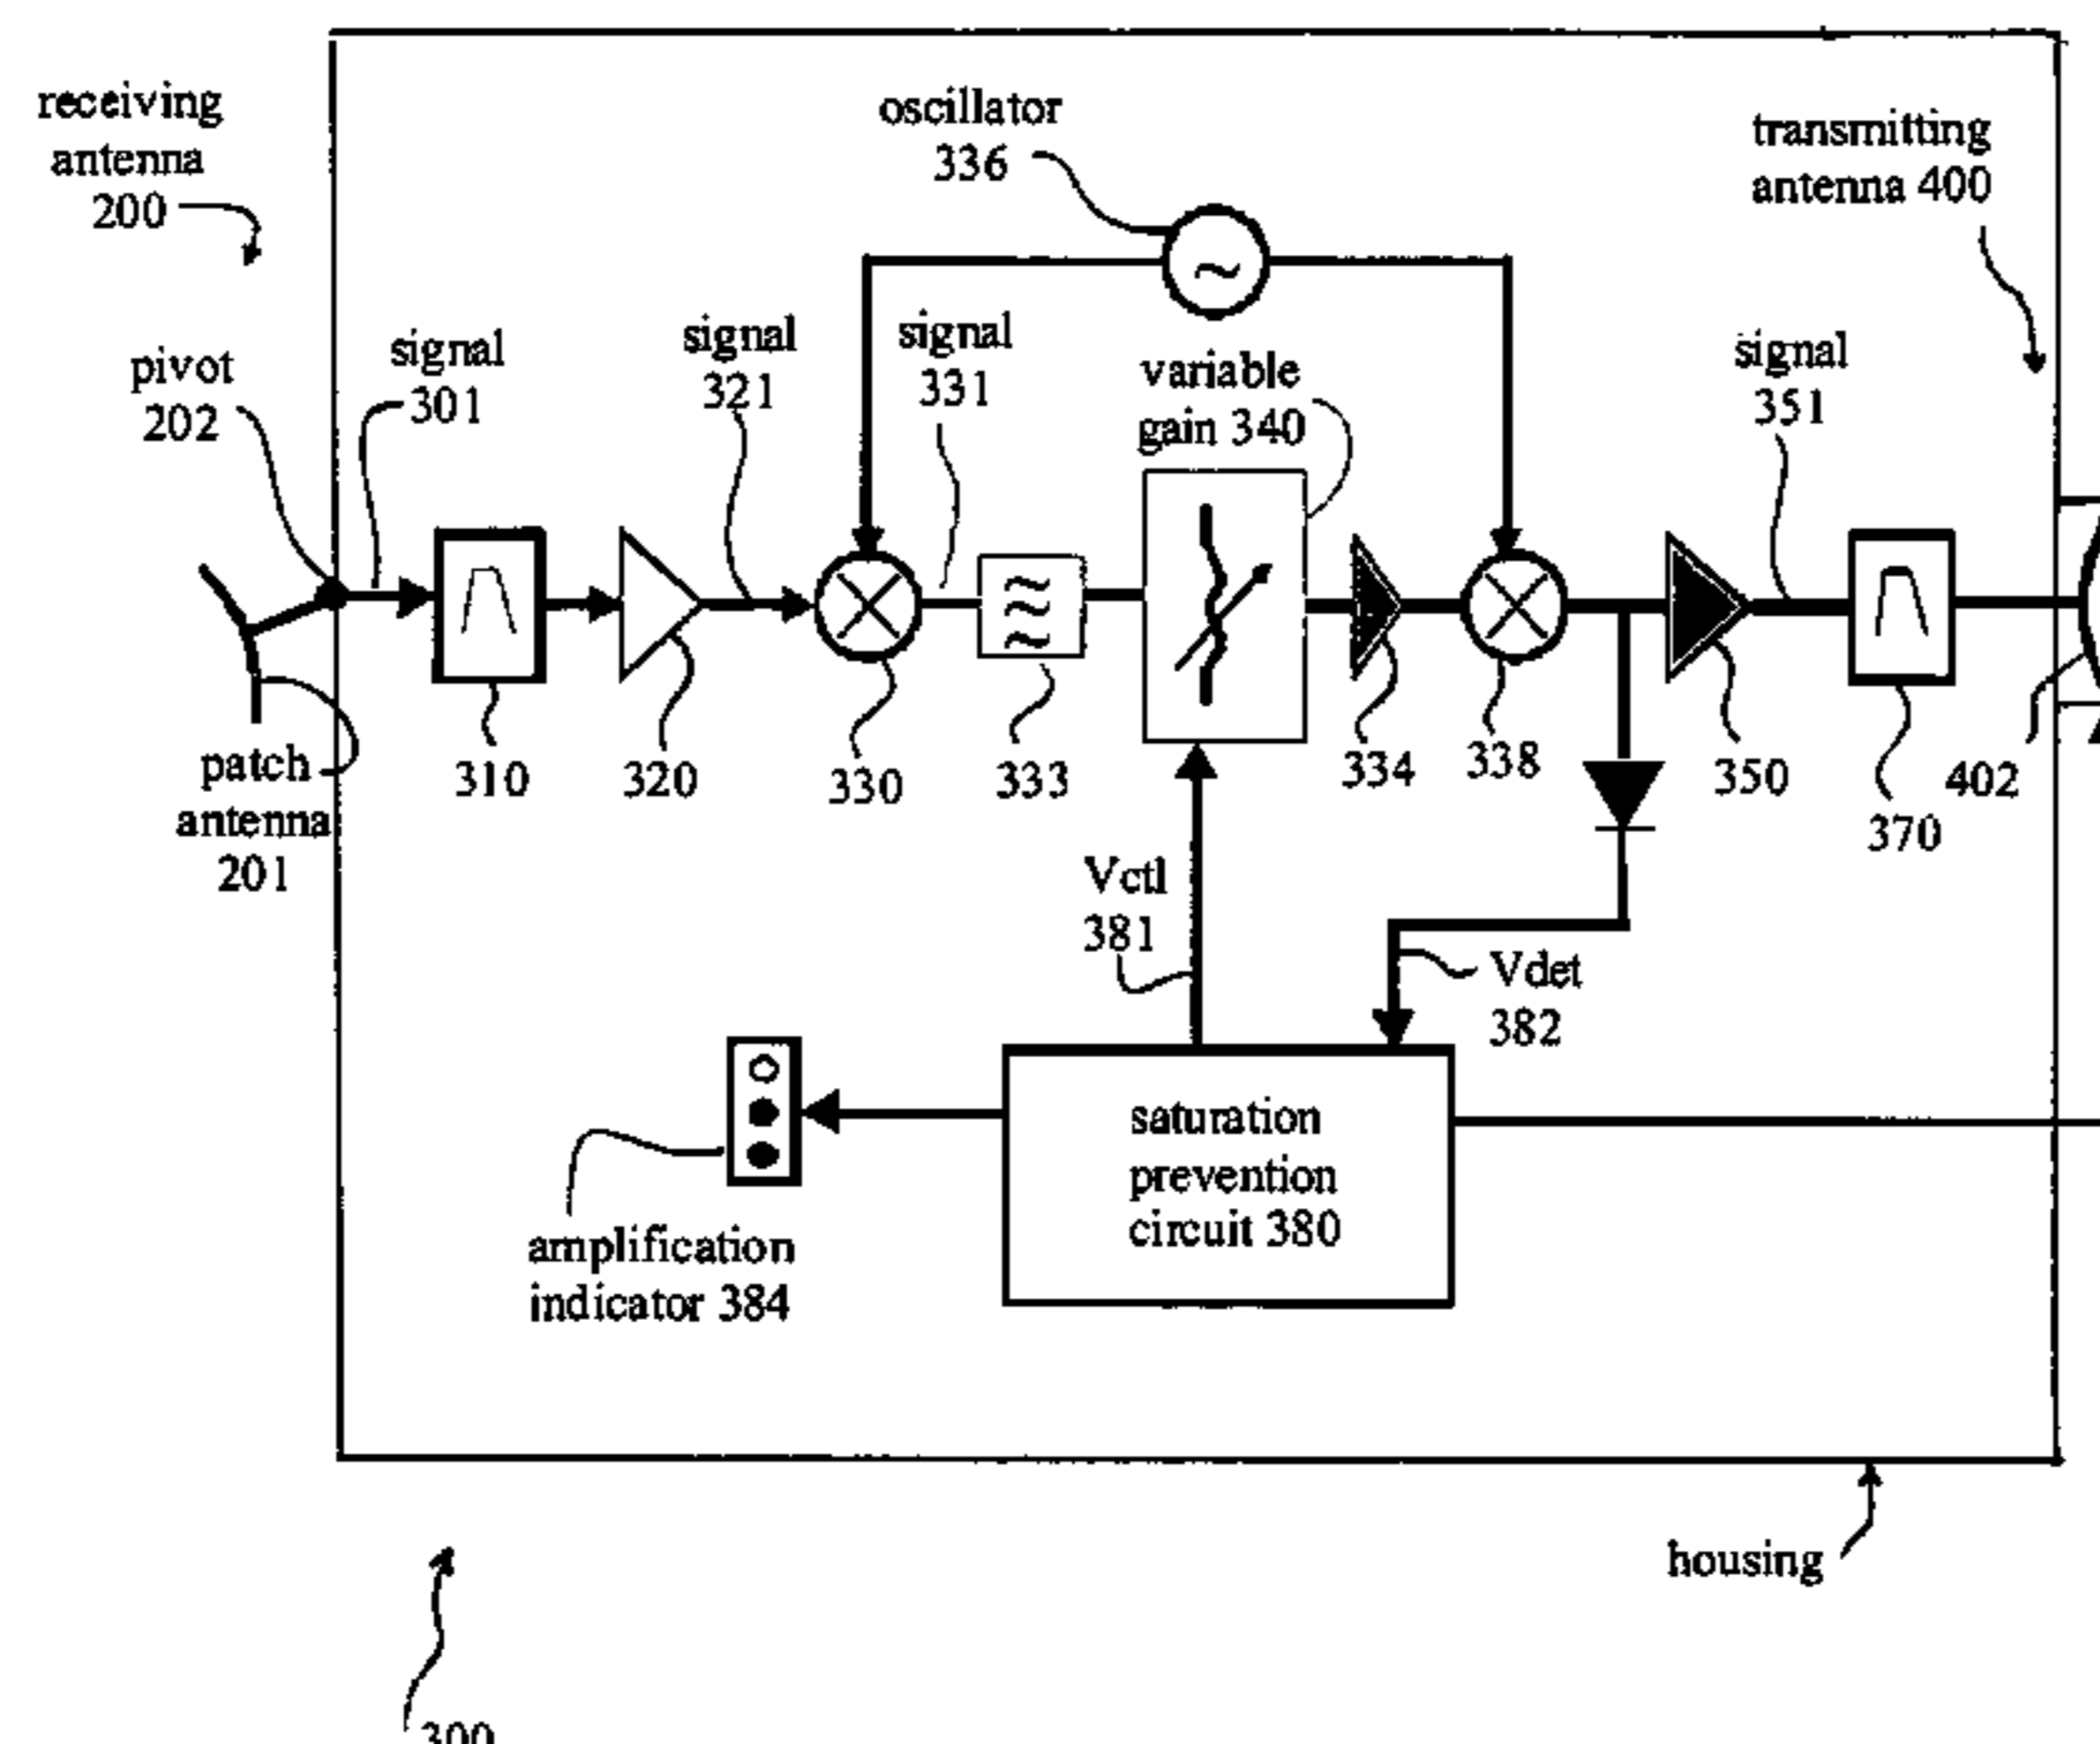 receiving
antenna
200
oscillator
336
transmitting
antenna 400
pivot
202
signal
301
signal
321
signal
331
variable
gain 340
signal
351
patch
antenna
201
310
320
330
333
334
338
350
370
402
Vctl
381
Vdet
382
saturation
prevention
circuit 380
amplification
indicator 384
housing
300